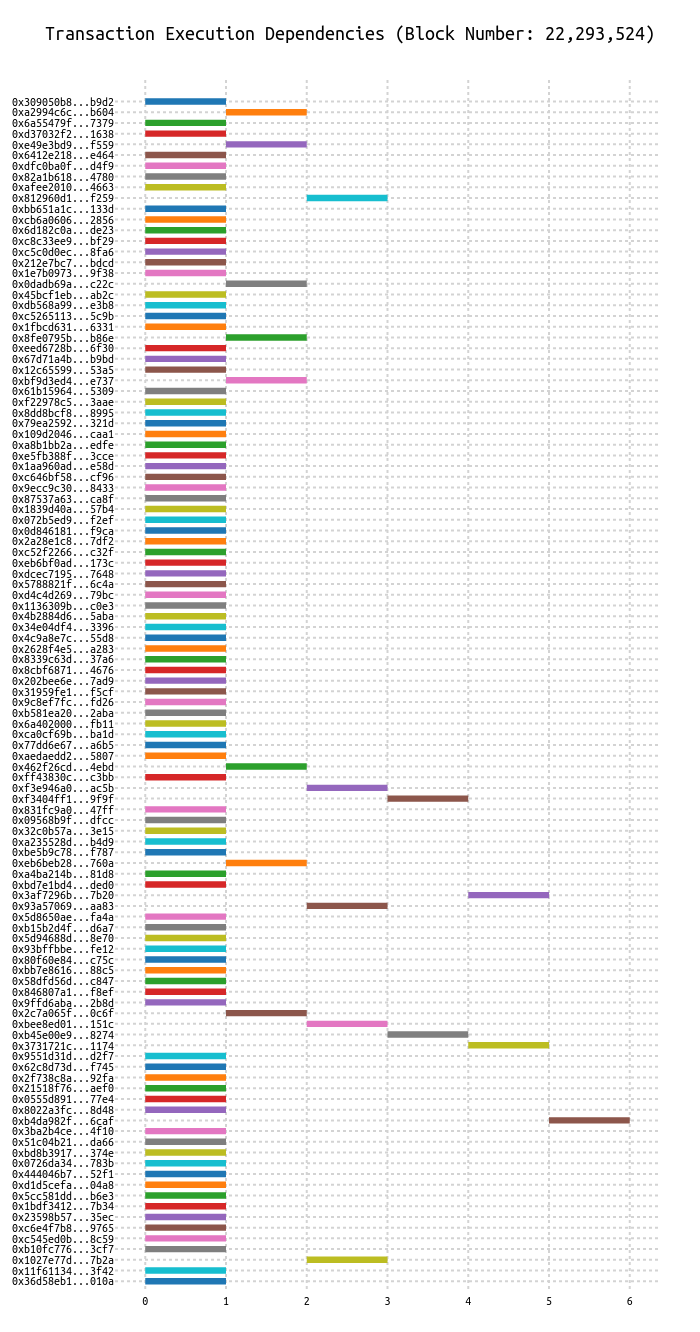 Transaction Execution Dependencies (Block Number: 22,293,524)
0x309050b8...b9d2
0xa2994c6c...b604
0x6a55479f...7379
0xd37032f2...1638
0xe49e3bd9...f559
0x6412e218...e464
0xdfc0ba0f...d4f9
0x82a1b618...4780
0xafee2010...4663
0x812960d1...f259
0xbb651a1c...133d
0xcb6a0606...2856
0x6d182c0a...de23
0xc8c33ee9...bf29
0xc5c0d0ec...8fa6
0x212e7bc7...bdcd
0x1e7b0973...9f38
0x0dadb69a...c22c
0x45bcf1eb...ab2c
0xdb568a99...e3b8
0xc5265113...5c9b
0x1fbcd631...6331
0x8fe0795b...b86e
0xeed6728b...6f30
0x67d71a4b...b9bd
0x12c65599...53a5
0xbf9d3ed4...e737
0x61b15964...5309
0xf22978c5...3aae
0x8dd8bcf8...8995
0x79ea2592...321d
0x109d2046...caa1
0xa8b1bb2a...edfe
0xe5fb388f...3cce
0x1aa960ad...e58d
0xc646bf58...cf96
0x9ecc9c30...8433
0x87537a63...ca8f
0x1839d40a...57b4
0x072b5ed9...f2ef
0x0d846181...f9ca
0x2a28e1c8...7df2
0xc52f2266...c32f
0xeb6bf0ad...173c
0xdcec7195...7648
0x5788821f...6c4a
0xd4c4d269...79bc
0x1136309b...c0e3
0x4b2884d6...5aba
0x34e04df4...3396
0x4c9a8e7c...55d8
0x2628f4e5...a283
0x8339c63d...37a6
0x8cbf6871...4676
0x202bee6e...7ad9
0x31959fe1...f5cf
0x9c8ef7fc...fd26
0xb581ea20...2aba
0x6a402000...fb11
0xca0cf69b...ba1d
0x77dd6e67...a6b5
0xaedaedd2...5807
0x462f26cd...4ebd
0xff43830c...c3bb
0xf3e946a0...ac5b
0xf3404ff1...9f9f
0x831fc9a0...47ff
0x09568b9f...dfcc
0x32c0b57a...3e15
0xa235528d...b4d9
0xbe5b9c78...f787
0xeb6beb28...760a
0xa4ba214b...81d8
0xbd7e1bd4...ded0
0x3af7296b...7b20
0x93a57069...aa83
0x5d8650ae...fa4a
0xb15b2d4f...d6a7
0x5d94688d...8e70
0x93bffbbe...fe12
0x80f60e84...c75c
0xbb7e8616...88c5
0x58dfd56d...c847
0x846807a1...f8ef
0x9ffd6aba...2b8d
0x2c7a065f...0c6f
0xbee8ed01...151c
0xb45e00e9...8274
0x3731721c...1174
0x9551d31d...d2f7
0x62c8d73d...f745
0x2f738c8a...92fa
0x21518f76...aef0
0x0555d891...77e4
0x8022a3fc...8d48
0xb4da982f...6caf
0x3ba2b4ce...4f10
0x51c04b21...da66
0xbd8b3917...374e
0x0726da34...783b
0x444046b7...52f1
0xd1d5cefa...04a8
0x5cc581dd...b6e3
0x1bdf3412...7b34
0x23598b57...35ec
0xc6e4f7b8...9765
0xc545ed0b...8c59
0xb10fc776...3cf7
0x1027e77d...7b2a
0x11f61134...3f42
0x36d58eb1...010a
0 1 2 3 4 5 6